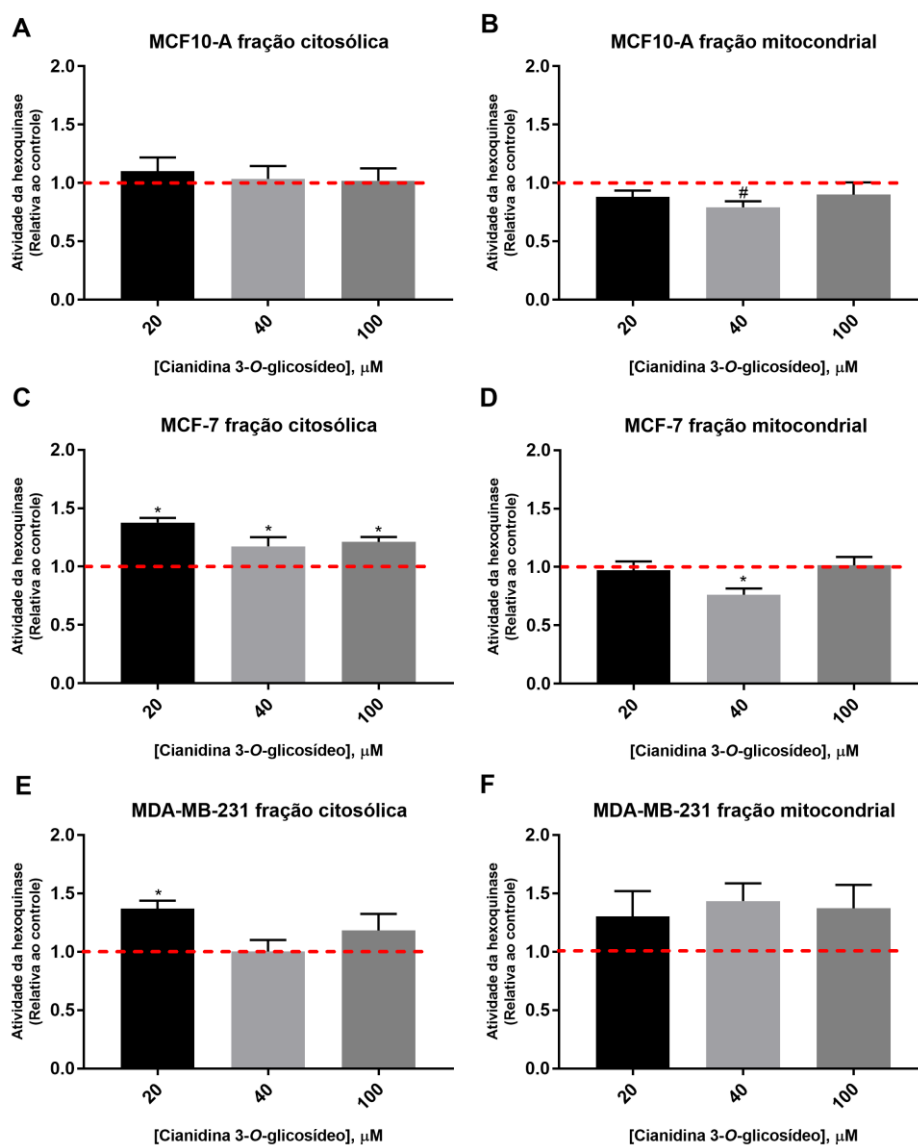 A
MCF10-A fração citosólica
Atividade da hexoquinase
(Relativa ao controle)
2.0
1.5
1.0
0.5
0.0
20
40
100
[Cianidina 3-O-glicosídeo], μM
B
MCF10-A fração mitocondrial
Atividade da hexoquinase
(Relativa ao controle)
2.0
1.5
1.0
0.5
0.0
#
20
40
100
[Cianidina 3-O-glicosídeo], μM
C
MCF-7 fração citosólica
Atividade da hexoquinase
(Relativa ao controle)
2.0
1.5
1.0
0.5
0.0
*
*
*
20
40
100
[Cianidina 3-O-glicosídeo], μM
D
MCF-7 fração mitocondrial
Atividade da hexoquinase
(Relativa ao controle)
2.0
1.5
1.0
0.5
0.0
*
20
40
100
[Cianidina 3-O-glicosídeo], μM
E
MDA-MB-231 fração citosólica
Atividade da hexoquinase
(Relativa ao controle)
2.0
1.5
1.0
0.5
0.0
*
20
40
100
[Cianidina 3-O-glicosídeo], μM
F
MDA-MB-231 fração mitocondrial
Atividade da hexoquinase
(Relativa ao controle)
2.0
1.5
1.0
0.5
0.0
20
40
100
[Cianidina 3-O-glicosídeo], μM